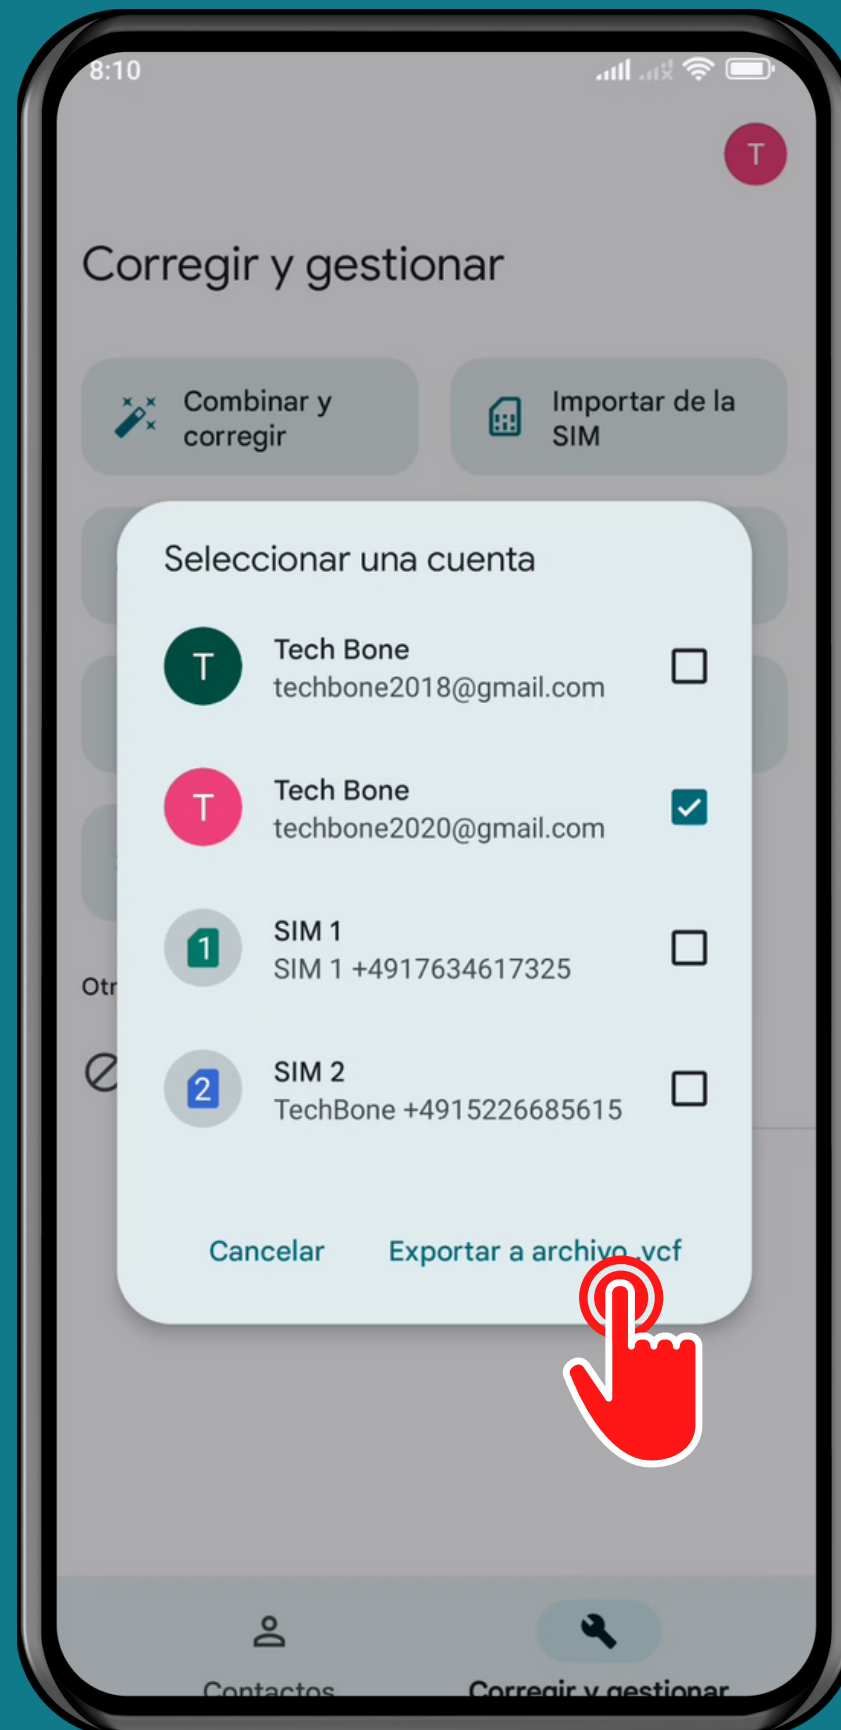 8:10
T
Corregir y gestionar
Combinar y
corregir
Importar de la
SIM
Seleccionar una cuenta
T
Tech Bone
techbone2018@gmail.com
T
Tech Bone
techbone2020@gmail.com
1
SIM 1
SIM 1 +4917634617325
Otr
2
SIM 2
TechBone +4915226685615
Cancelar
Exportar a archivo .vcf
Contactos
Corregir y gestionar